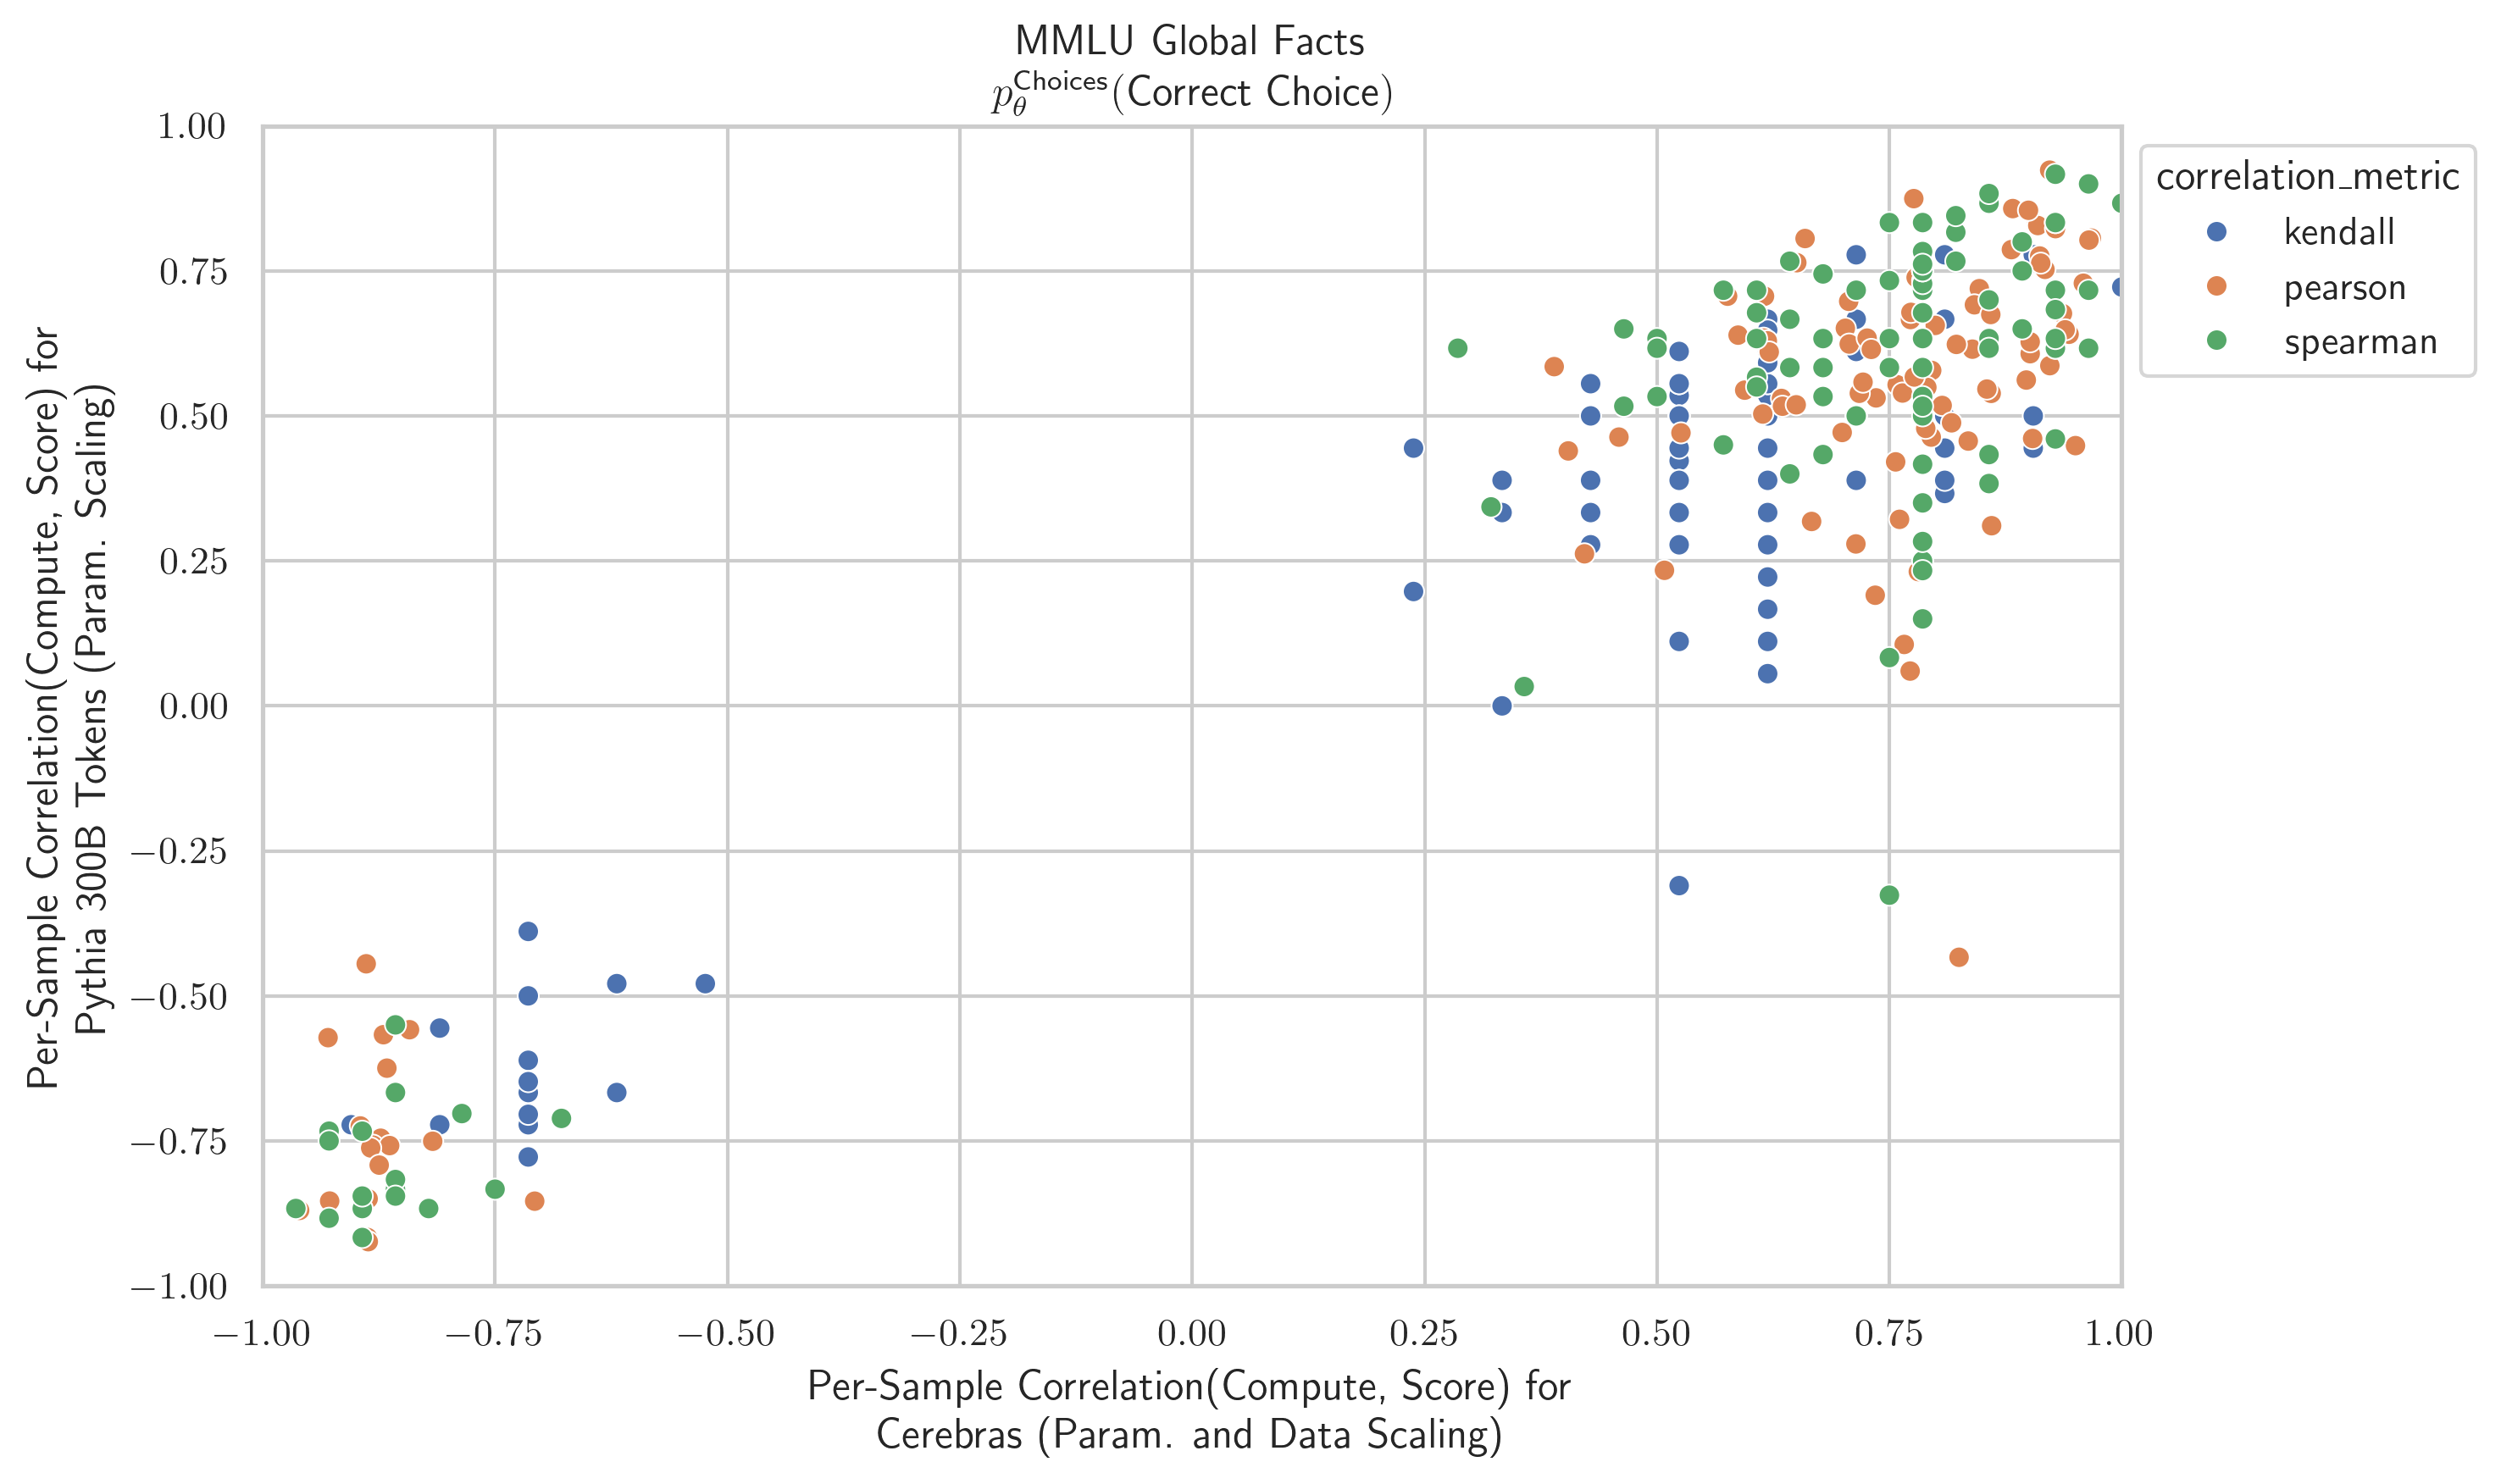 MMLU Global Facts
p_θ^Choices(Correct Choice)
Per-Sample Correlation(Compute, Score) for
Pythia 300B Tokens (Param. Scaling)
1.00
0.75
0.50
0.25
0.00
−0.25
−0.50
−0.75
−1.00
−1.00 −0.75 −0.50 −0.25 0.00 0.25 0.50 0.75 1.00
Per-Sample Correlation(Compute, Score) for
Cerebras (Param. and Data Scaling)
correlation_metric
kendall
pearson
spearman